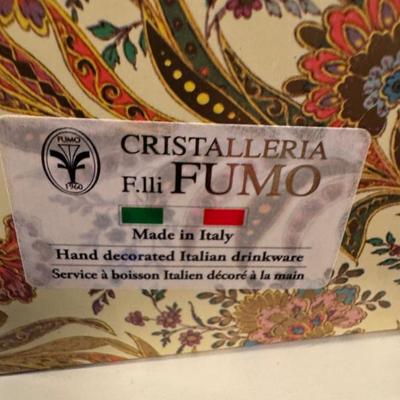 FUMO
1960
CRISTALLERIA
F.lli FUMO
Made in Italy
Hand decorated Italian drinkware
Service à boisson Italien décoré à la main